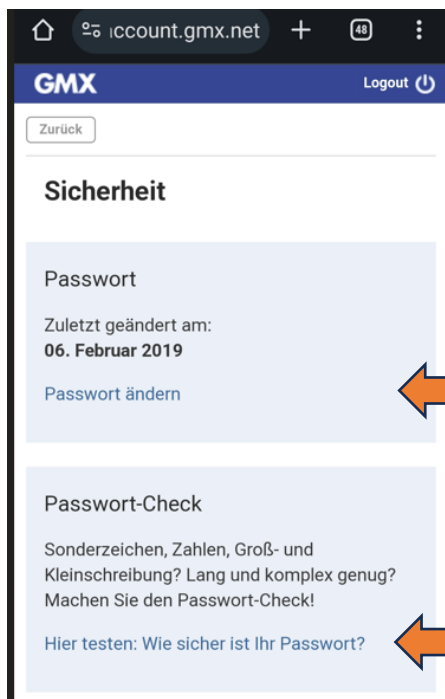 ccount.gmx.net
48
GMX
Logout
Zurück
Sicherheit
Passwort
Zuletzt geändert am:
06. Februar 2019
Passwort ändern
Passwort-Check
Sonderzeichen, Zahlen, Groß- und
Kleinschreibung? Lang und komplex genug?
Machen Sie den Passwort-Check!
Hier testen: Wie sicher ist Ihr Passwort?